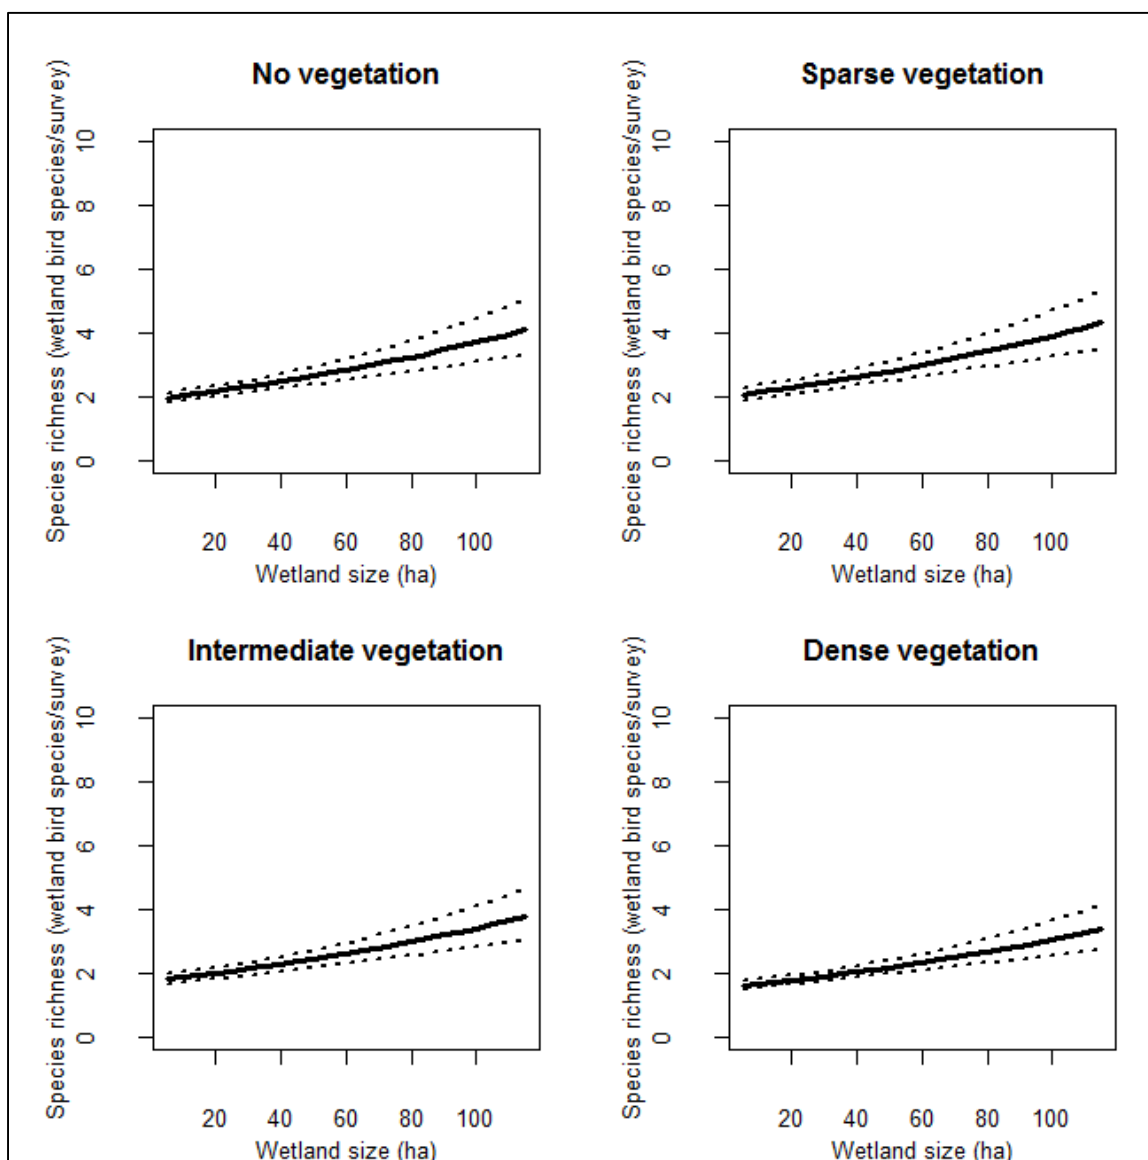 No vegetation
Species richness (wetland bird species/survey)
10
8
6
4
2
0
20 40 60 80 100
Wetland size (ha)
Sparse vegetation
Species richness (wetland bird species/survey)
10
8
6
4
2
0
20 40 60 80 100
Wetland size (ha)
Intermediate vegetation
Species richness (wetland bird species/survey)
10
8
6
4
2
0
20 40 60 80 100
Wetland size (ha)
Dense vegetation
Species richness (wetland bird species/survey)
10
8
6
4
2
0
20 40 60 80 100
Wetland size (ha)